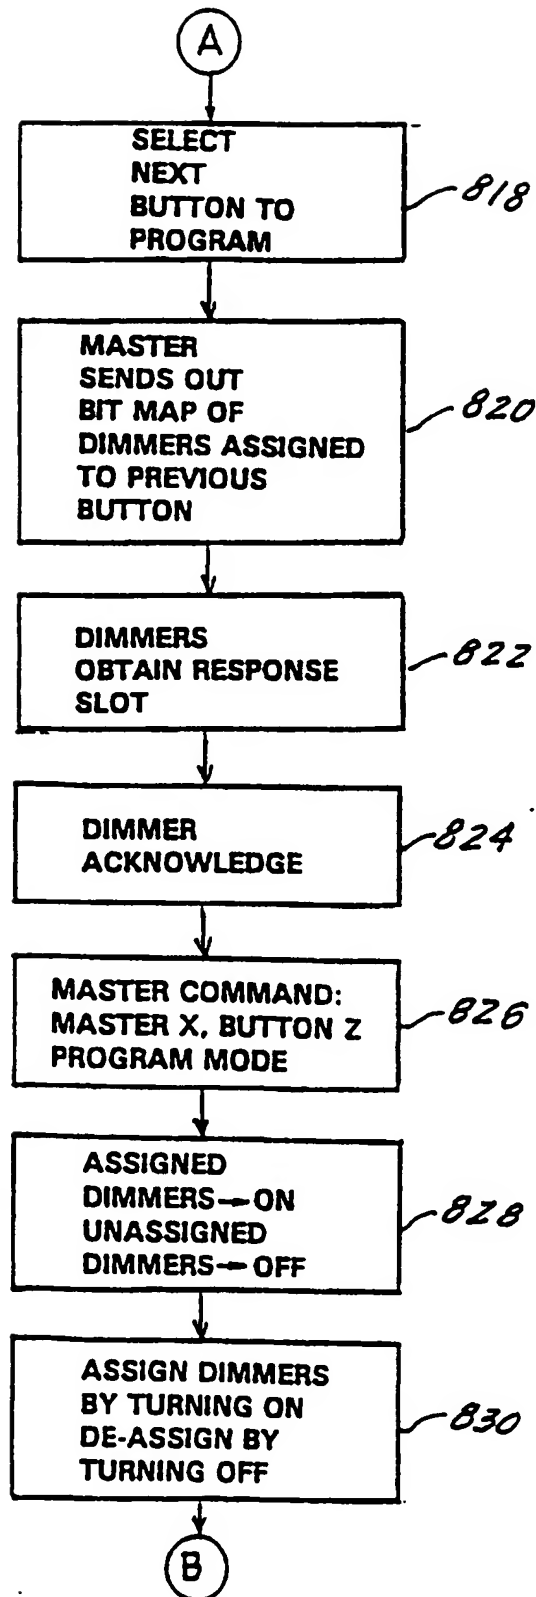 A
SELECT
NEXT
BUTTON TO
PROGRAM
818
MASTER
SENDS OUT
BIT MAP OF
DIMMERS ASSIGNED
TO PREVIOUS
BUTTON
820
DIMMERS
OBTAIN RESPONSE
SLOT
822
DIMMER
ACKNOWLEDGE
824
MASTER COMMAND:
MASTER X, BUTTON Z
PROGRAM MODE
826
ASSIGNED
DIMMERS→ON
UNASSIGNED
DIMMERS→OFF
828
ASSIGN DIMMERS
BY TURNING ON
DE-ASSIGN BY
TURNING OFF
830
B